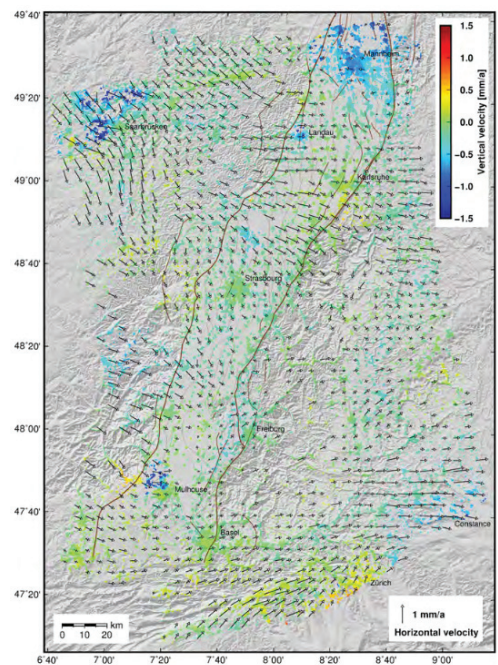 49°40'
49°20'
49°00'
48°40'
48°20'
48°00'
47°40'
47°20'
6°40'
7°00'
7°20'
7°40'
8°00'
8°20'
8°40'
9°00'
Mannheim
Saarbrücken
Landau
Karlsruhe
Strasbourg
Freiburg
Mulhouse
Basel
Constance
Zürich
1.5
1.0
0.5
0.0
−0.5
−1.0
−1.5
Vertical velocity [mm/a]
km
0 10 20
1 mm/a
Horizontal velocity